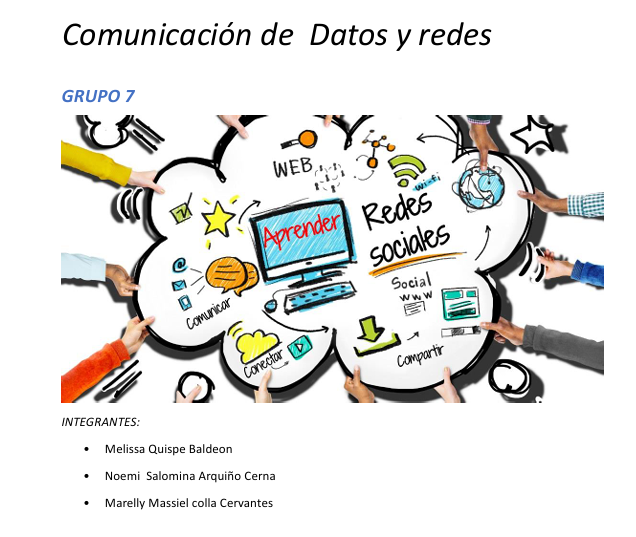 Comunicación de  Datos y redes
GRUPO 7
WEB
wi-fi
Aprender
Redes
sociales
@
Social
www
Comunicar
Conectar
Compartir
INTEGRANTES:
• Melissa Quispe Baldeon
• Noemi  Salomina Arquiño Cerna
• Marelly Massiel colla Cervantes